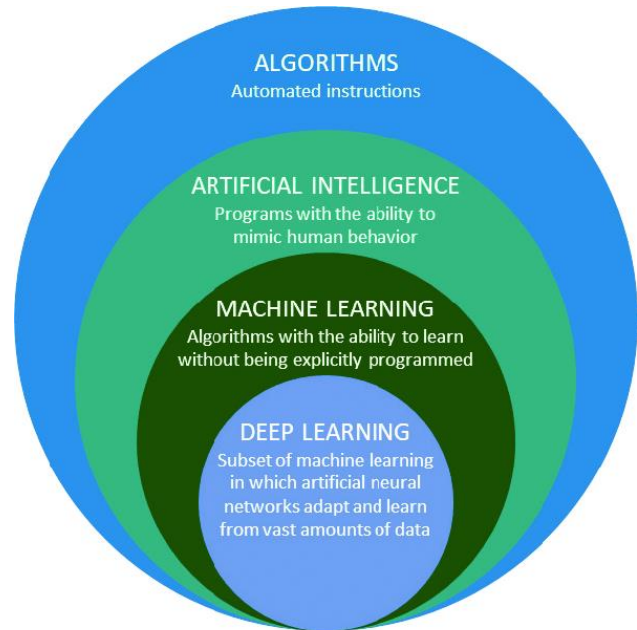 ALGORITHMS
Automated instructions
ARTIFICIAL INTELLIGENCE
Programs with the ability to
mimic human behavior
MACHINE LEARNING
Algorithms with the ability to learn
without being explicitly programmed
DEEP LEARNING
Subset of machine learning
in which artificial neural
networks adapt and learn
from vast amounts of data